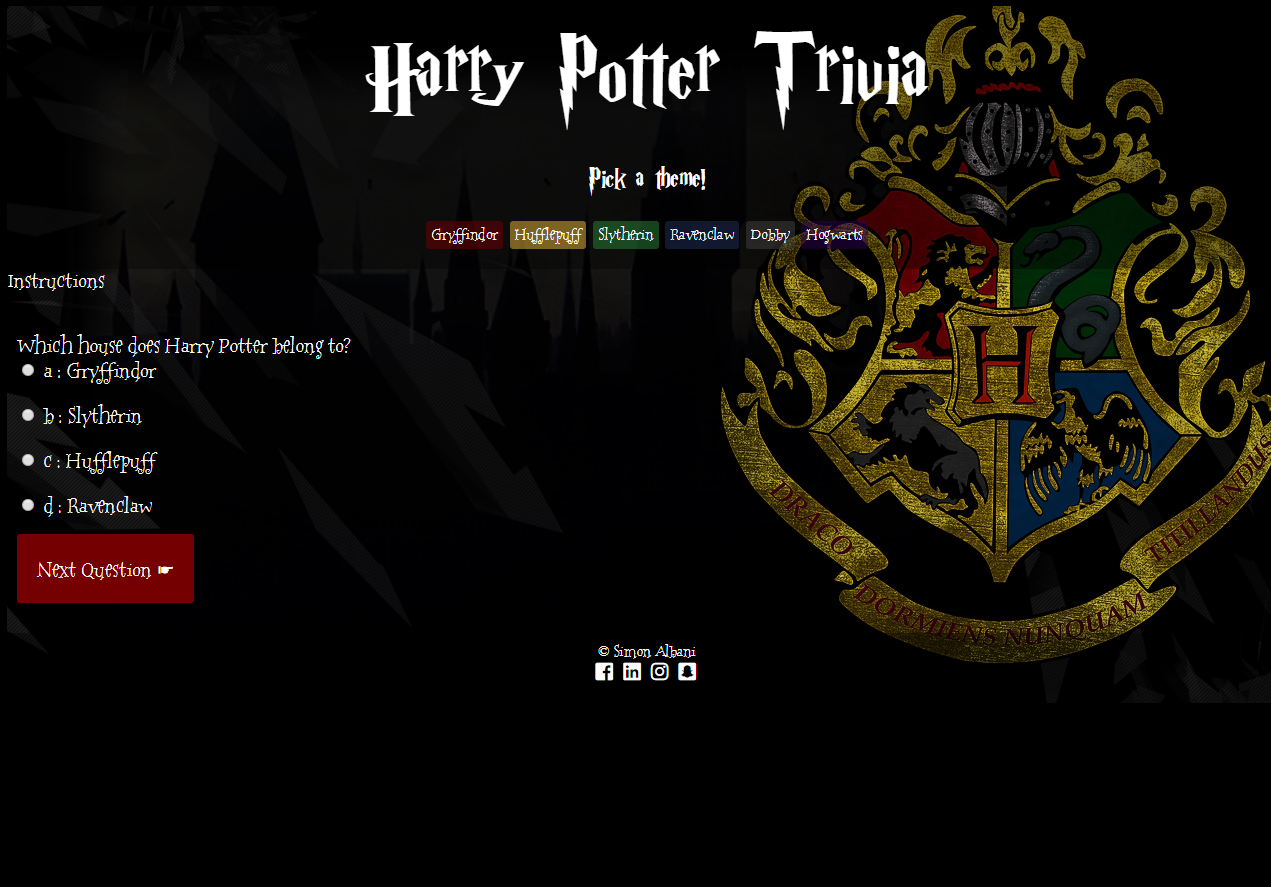 Harry Potter Trivia
Pick a theme!
Gryffindor Hufflepuff Slytherin Ravenclaw Dobby Hogwarts
Instructions
Which house does Harry Potter belong to?
a : Gryffindor
b : Slytherin
c : Hufflepuff
d : Ravenclaw
Next Question ☛
H
DRACO DORMIENS NUNQUAM TITILLANDUS
© Simon Albani